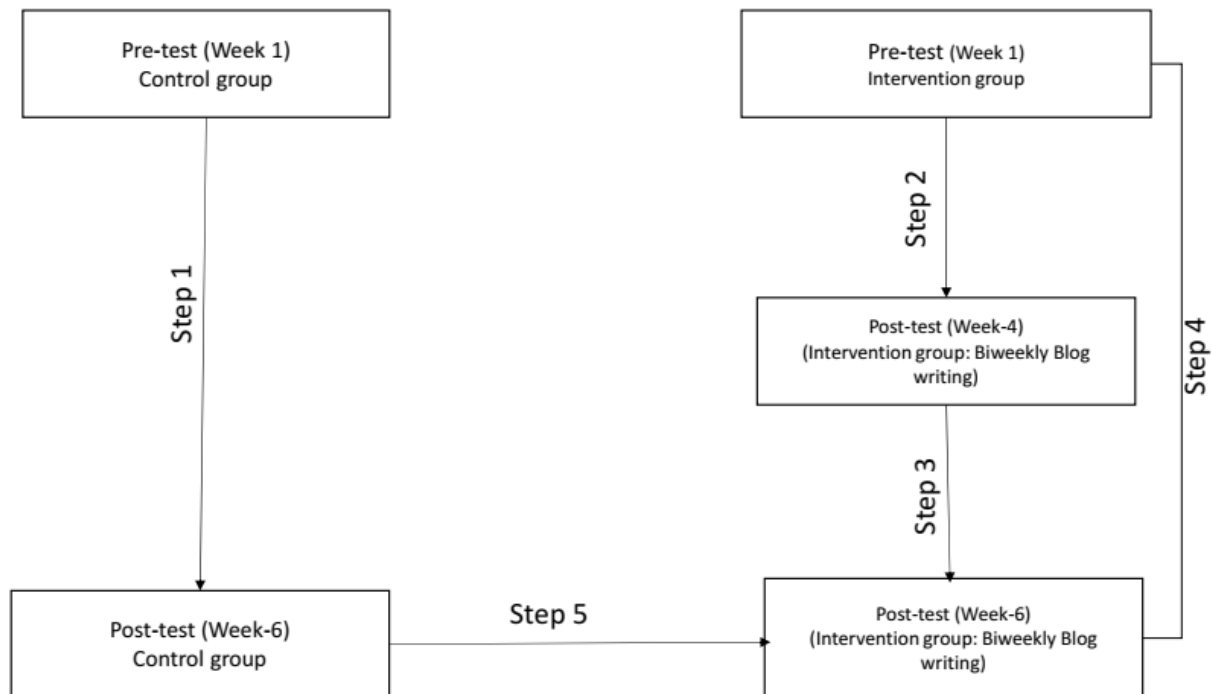 Pre-test (Week 1)
Control group
Pre-test (Week 1)
Intervention group
Step 1
Step 2
Post-test (Week-4)
(Intervention group: Biweekly Blog
writing)
Step 3
Step 4
Post-test (Week-6)
Control group
Step 5
Post-test (Week-6)
(Intervention group: Biweekly Blog
writing)